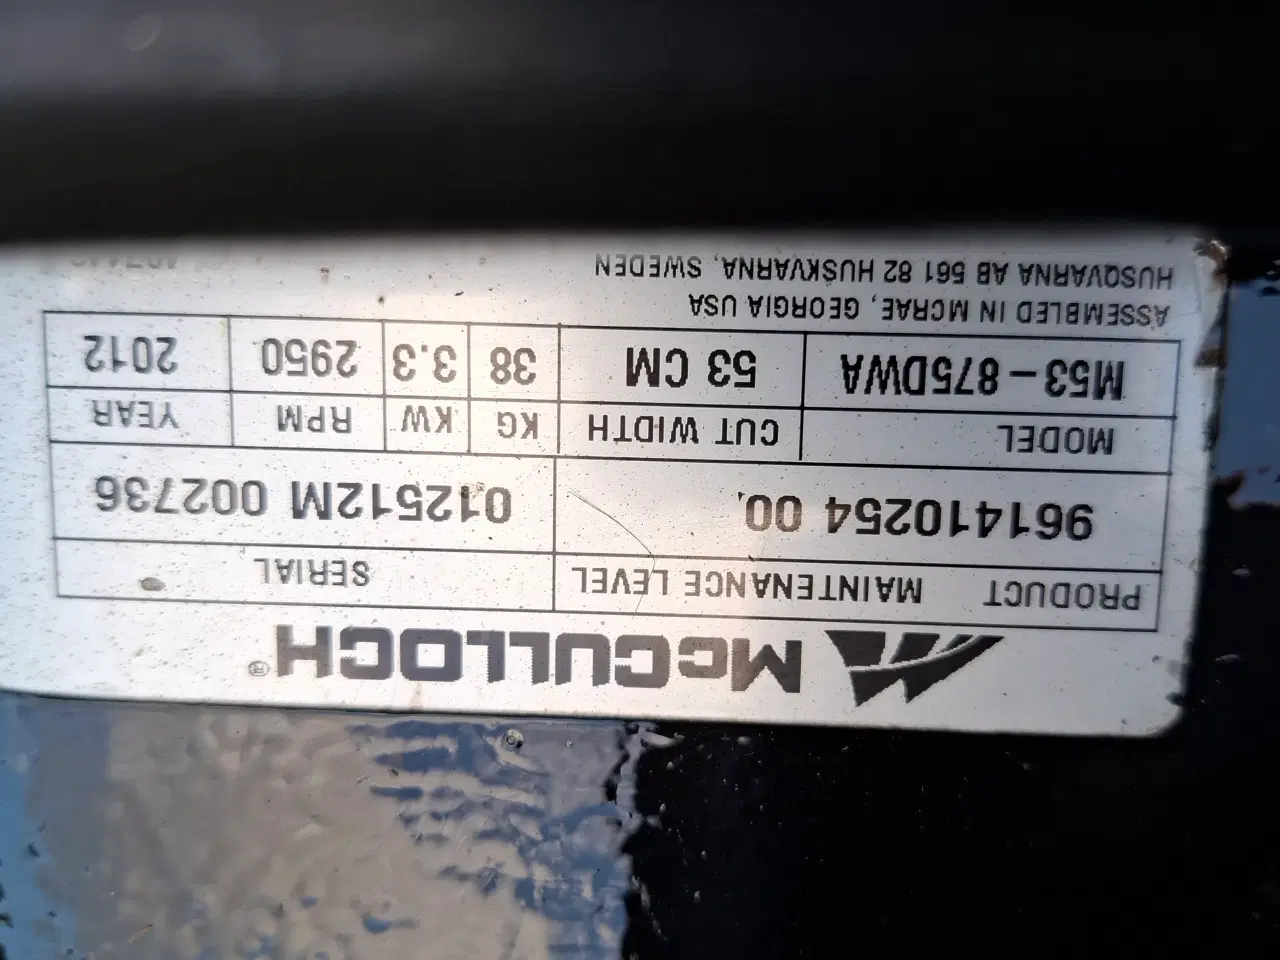 McCULLOCH®
PRODUCT MAINTENANCE LEVEL SERIAL
961410254 00. 012512M 002736
MODEL CUT WIDTH KG KW RPM YEAR
M53-875DWA 53 CM 38 3.3 2950 2012
ASSEMBLED IN MCRAE, GEORGIA USA
HUSQVARNA AB 561 82 HUSKVARNA, SWEDEN